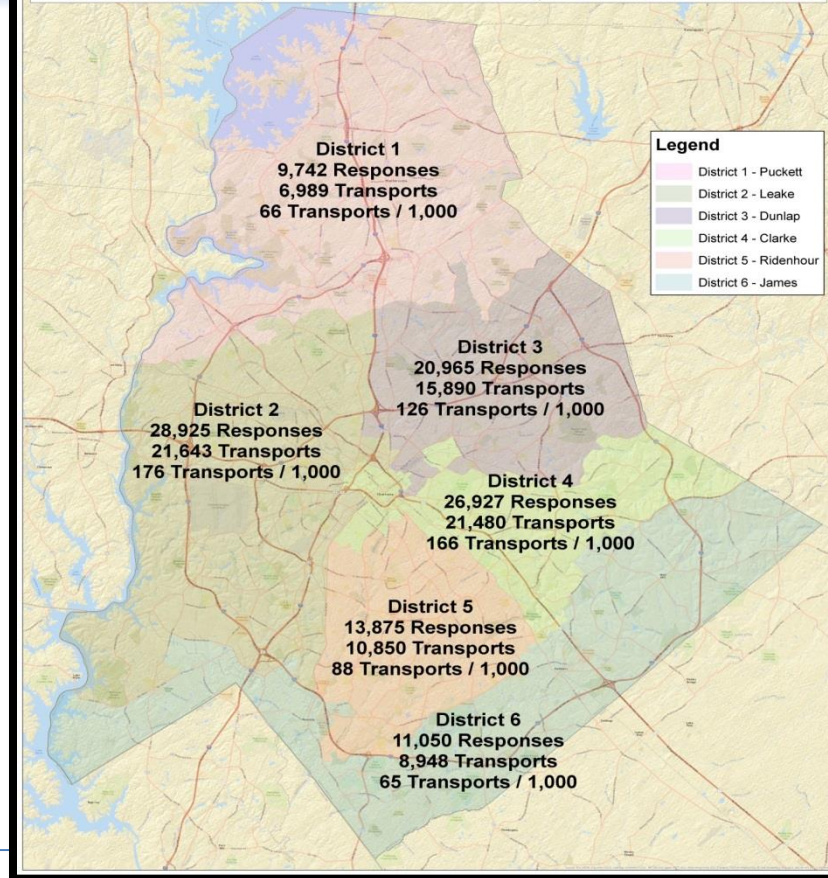 District 1
9,742 Responses
6,989 Transports
66 Transports / 1,000
Legend
District 1 - Puckett
District 2 - Leake
District 3 - Dunlap
District 4 - Clarke
District 5 - Ridenhour
District 6 - James
District 3
20,965 Responses
15,890 Transports
126 Transports / 1,000
District 2
28,925 Responses
21,643 Transports
176 Transports / 1,000
District 4
26,927 Responses
21,480 Transports
166 Transports / 1,000
District 5
13,875 Responses
10,850 Transports
88 Transports / 1,000
District 6
11,050 Responses
8,948 Transports
65 Transports / 1,000